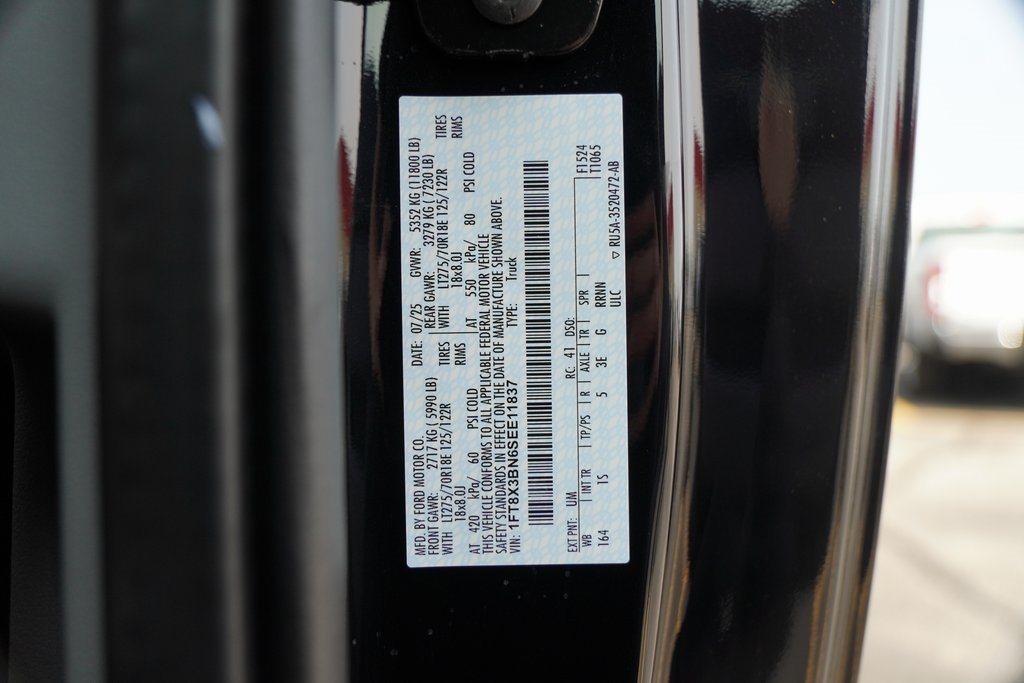 MFD. BY FORD MOTOR CO. DATE: 07/25 GVWR: 5352 KG (11800 LB)
FRONT GAWR: 2717 KG (5990 LB) REAR GAWR: 3279 KG (7230 LB)
WITH LT275/70R18E 125/122R TIRES WITH LT275/70R18E 125/122R TIRES
18x8.0J RIMS 18x8.0J RIMS
AT 420 kPa/ 60 PSI COLD AT 550 kPa/ 80 PSI COLD
THIS VEHICLE CONFORMS TO ALL APPLICABLE FEDERAL MOTOR VEHICLE
SAFETY STANDARDS IN EFFECT ON THE DATE OF MANUFACTURE SHOWN ABOVE.
VIN: 1FT8X3BN6SEE11837 TYPE: Truck
EXT PNT: UM RC: 41 DSO:
WB INT TR TP/PS R AXLE TR SPR F1524
164 1S 5 3E G RRNN T1065
ULC ▽ RU5A-3520472-AB